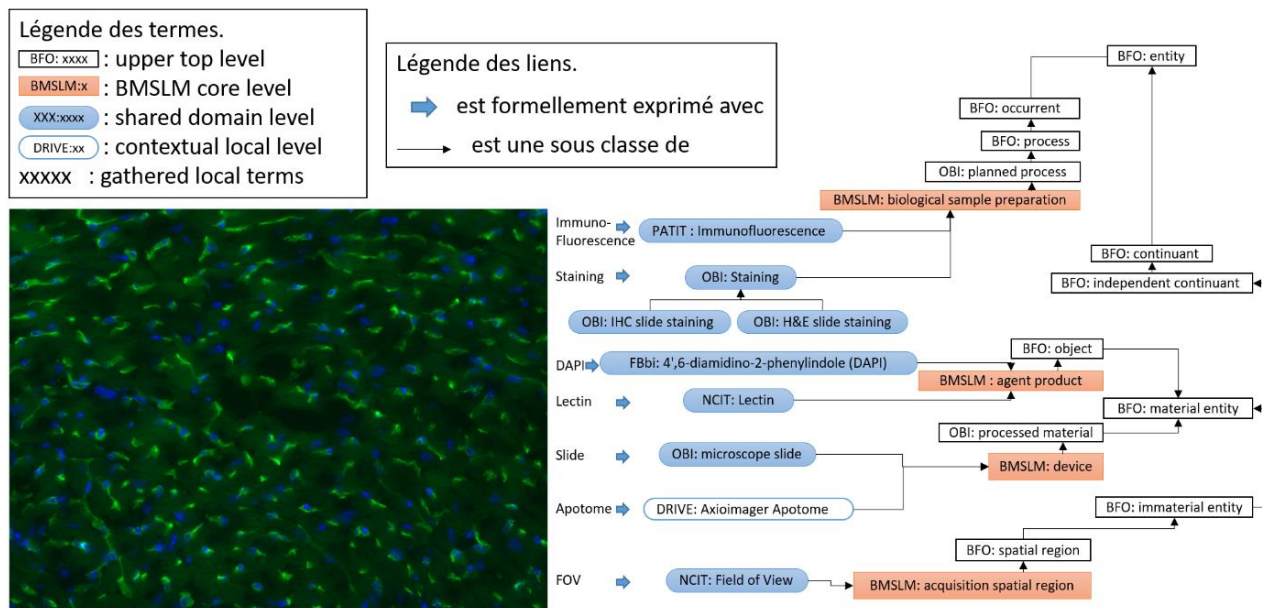 Légende des termes.
BFO: xxxx : upper top level
BMSLM:x : BMSLM core level
XXX:xxxx : shared domain level
DRIVE:xx : contextual local level
xxxxx : gathered local terms
Légende des liens.
est formellement exprimé avec
est une sous classe de
BFO: entity
BFO: occurrent
BFO: process
OBI: planned process
BMSLM: biological sample preparation
Immuno-
Fluorescence
PATIT : Immunofluorescence
BFO: continuant
Staining
OBI: Staining
BFO: independent continuant
OBI: IHC slide staining
OBI: H&E slide staining
BFO: object
DAPI
FBbi: 4',6-diamidino-2-phenylindole (DAPI)
BMSLM : agent product
Lectin
NCIT: Lectin
BFO: material entity
OBI: processed material
Slide
OBI: microscope slide
BMSLM: device
Apotome
DRIVE: Axioimager Apotome
BFO: immaterial entity
BFO: spatial region
FOV
NCIT: Field of View
BMSLM: acquisition spatial region